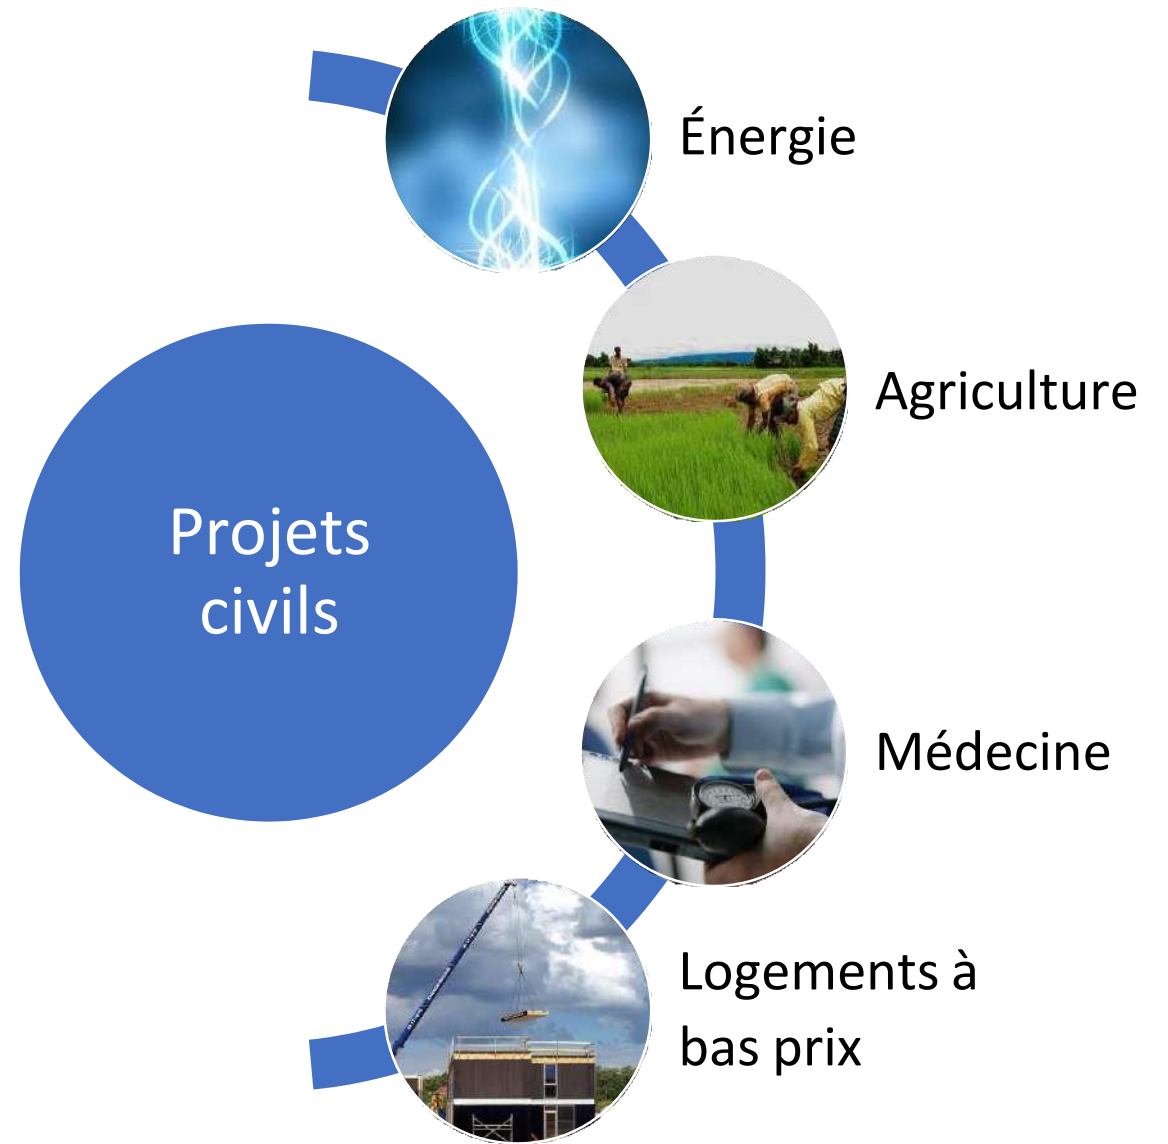 Énergie
Agriculture
Projets
civils
Médecine
Logements à
bas prix